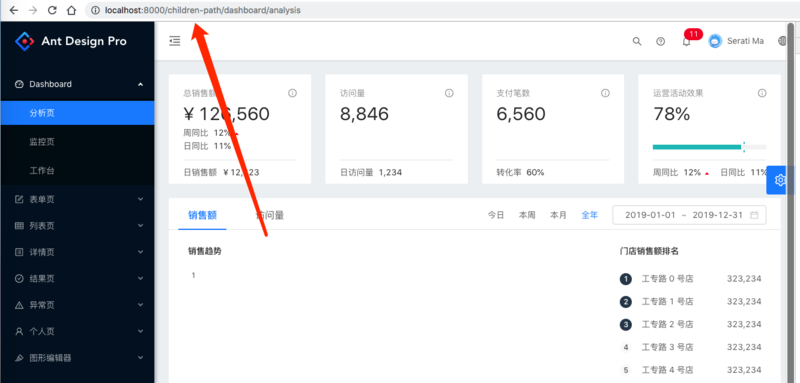 localhost:8000/children-path/dashboard/analysis
Ant Design Pro
11
Serati Ma
Dashboard
分析页
监控页
工作台
表单页
列表页
详情页
结果页
异常页
个人页
图形编辑器
总销售额
¥ 126,560
周同比 12%
日同比 11%
日销售额 ¥ 12,423
访问量
8,846
日访问量 1,234
支付笔数
6,560
转化率 60%
运营活动效果
78%
周同比 12% 日同比 11%
销售额 访问量 今日 本周 本月 全年 2019-01-01 ~ 2019-12-31
销售趋势
1
门店销售额排名
1 工专路 0 号店 323,234
2 工专路 1 号店 323,234
3 工专路 2 号店 323,234
4 工专路 3 号店 323,234
5 工专路 4 号店 323,234